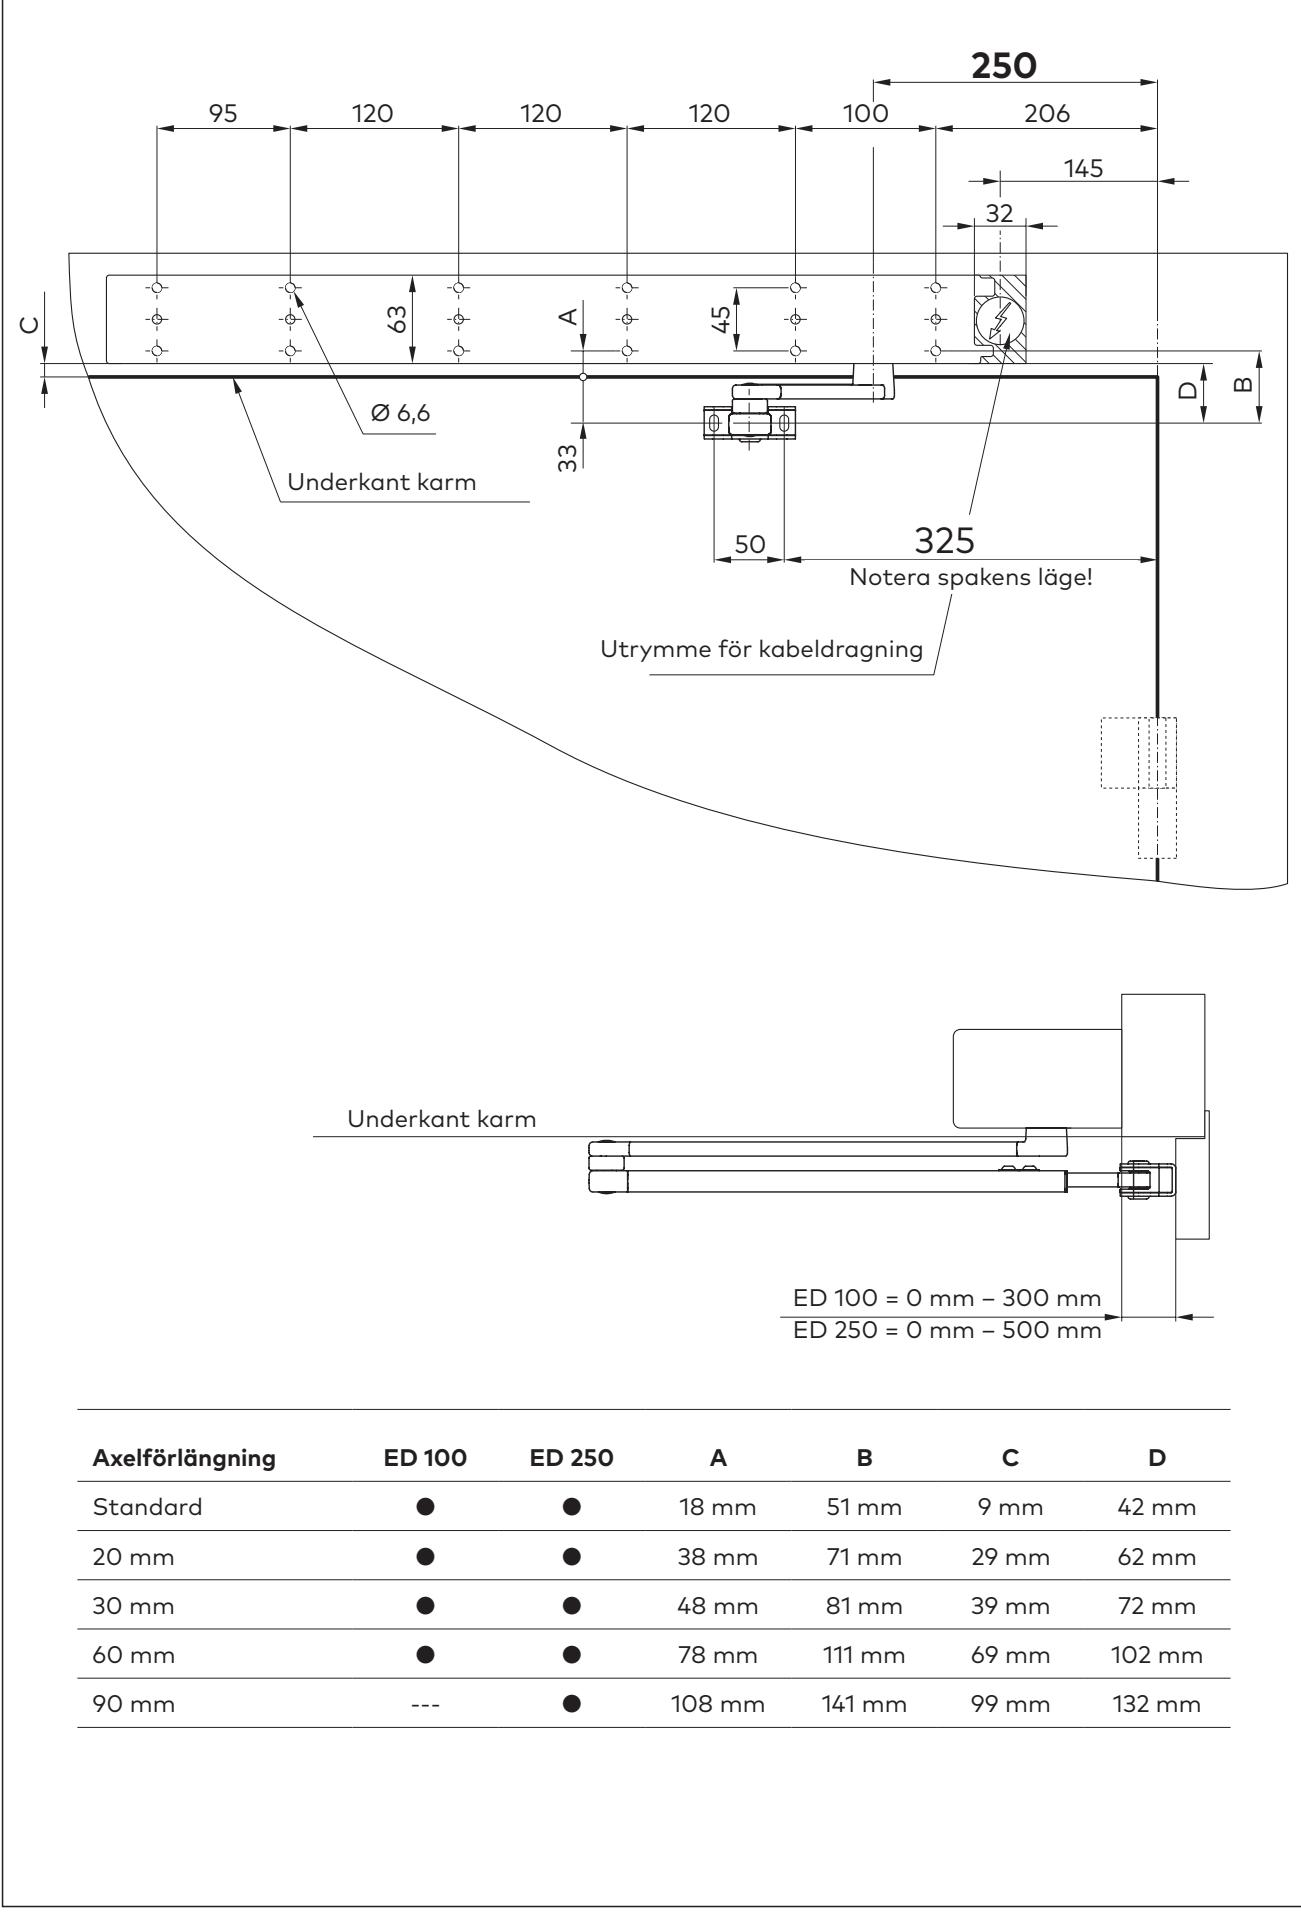 250
95 120 120 120 100 206
145
32
C
63
A
45
D
B
Ø 6,6
33
Underkant karm
50
325
Notera spakens läge!
Utrymme för kabeldragning
Underkant karm
ED 100 = 0 mm – 300 mm
ED 250 = 0 mm – 500 mm
Axelförlängning ED 100 ED 250 A B C D
Standard ● ● 18 mm 51 mm 9 mm 42 mm
20 mm ● ● 38 mm 71 mm 29 mm 62 mm
30 mm ● ● 48 mm 81 mm 39 mm 72 mm
60 mm ● ● 78 mm 111 mm 69 mm 102 mm
90 mm --- ● 108 mm 141 mm 99 mm 132 mm